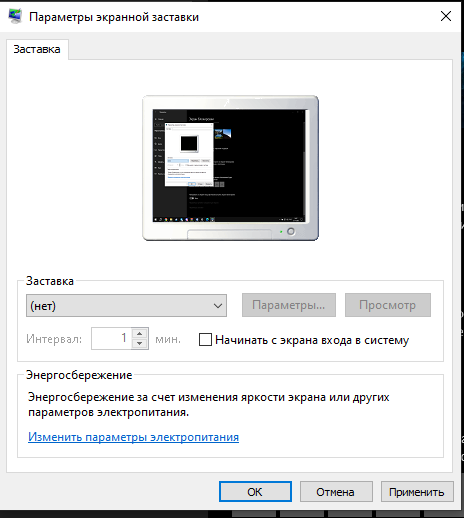 Параметры экранной заставки
Заставка
Заставка
(нет)
Параметры...
Просмотр
Интервал:
1
мин.
Начинать с экрана входа в систему
Энергосбережение
Энергосбережение за счет изменения яркости экрана или других
параметров электропитания.
Изменить параметры электропитания
ОК
Отмена
Применить